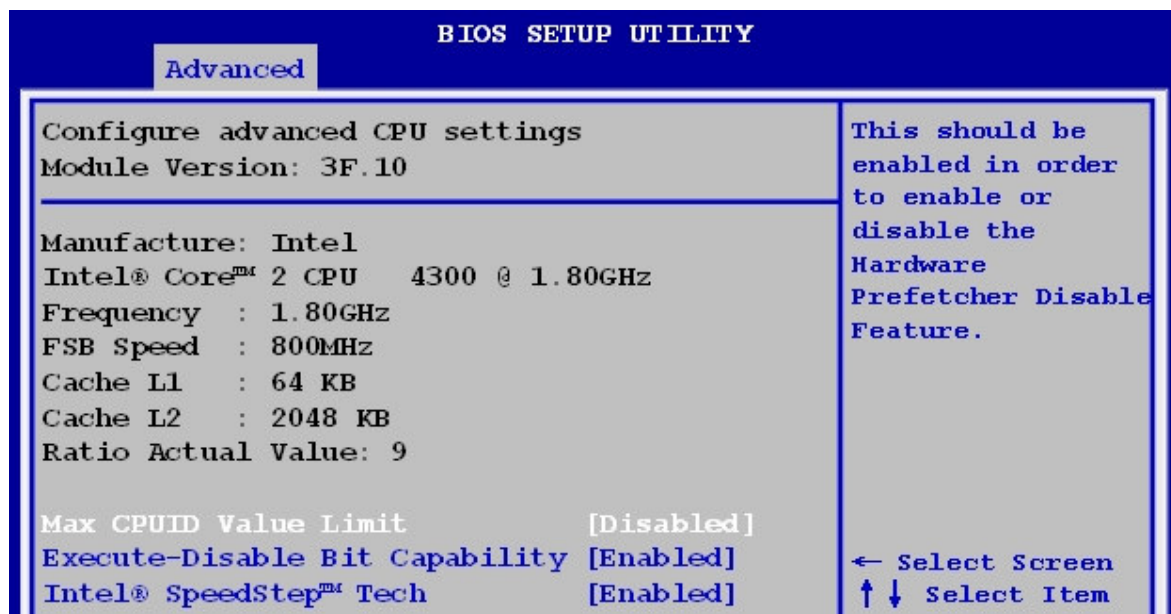 BIOS SETUP UTILITY
Advanced
Configure advanced CPU settings
Module Version: 3F.10
Manufacture: Intel
Intel® Core™ 2 CPU 4300 @ 1.80GHz
Frequency : 1.80GHz
FSB Speed : 800MHz
Cache L1 : 64 KB
Cache L2 : 2048 KB
Ratio Actual Value: 9
Max CPUID Value Limit [Disabled]
Execute-Disable Bit Capability [Enabled]
Intel® SpeedStep™ Tech [Enabled]
This should be
enabled in order
to enable or
disable the
Hardware
Prefetcher Disable
Feature.
← Select Screen
↑↓ Select Item